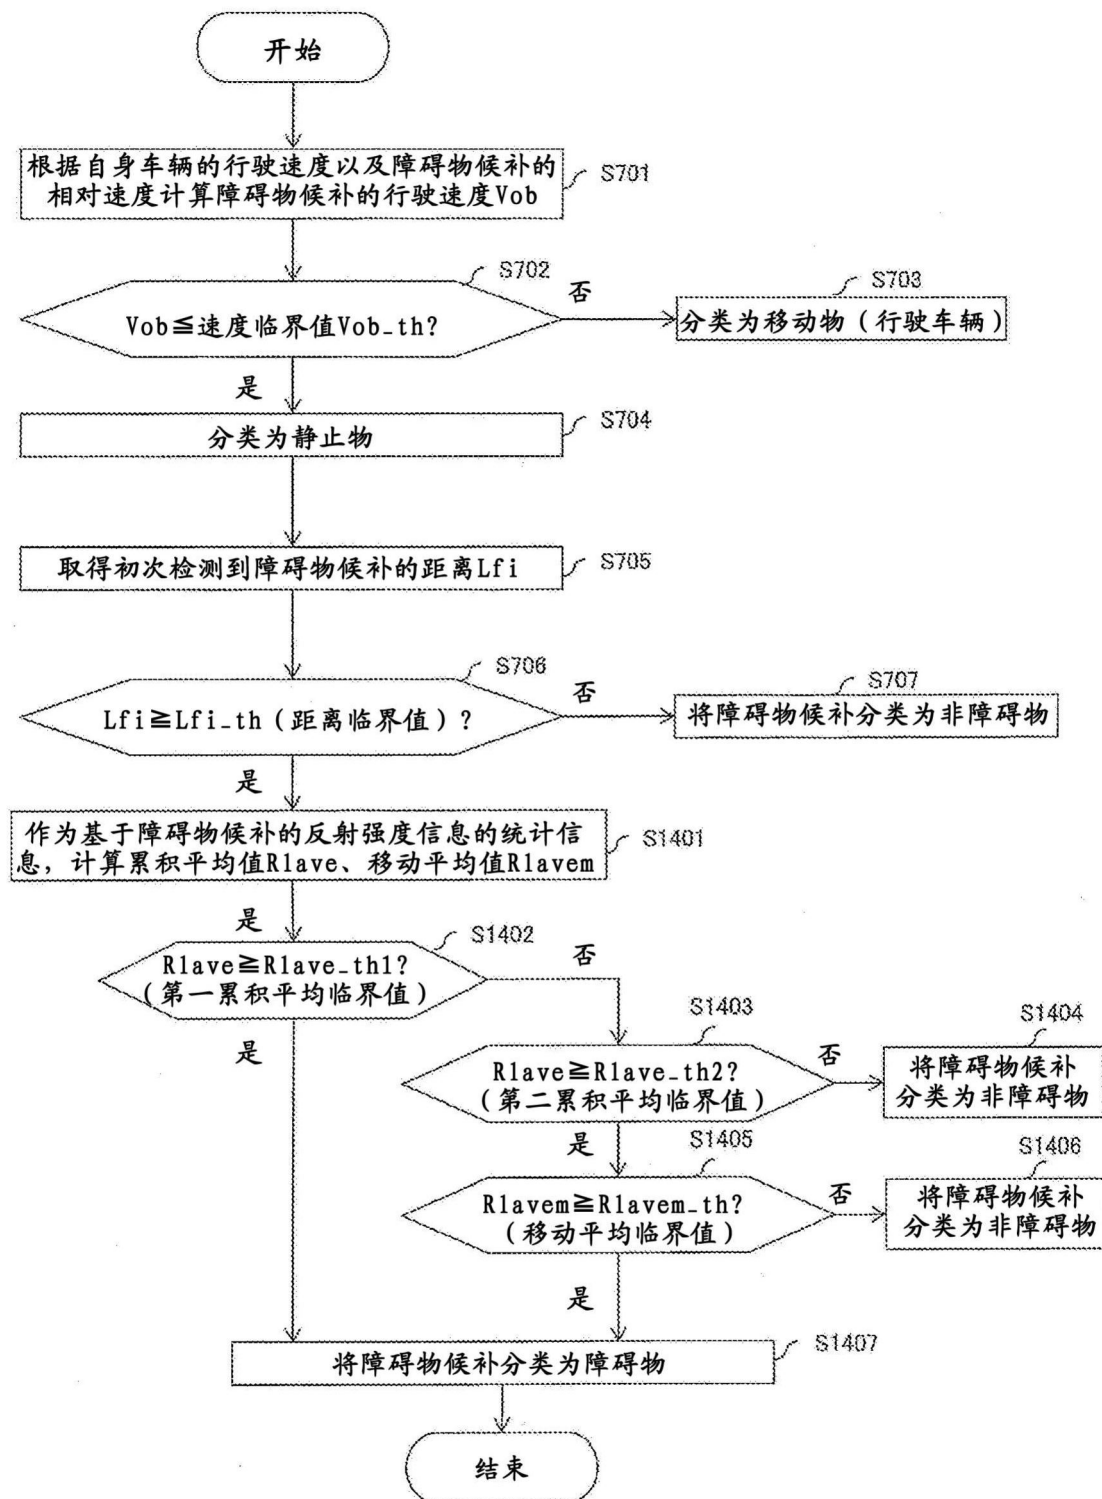 开始
根据自身车辆的行驶速度以及障碍物候补的
相对速度计算障碍物候补的行驶速度Vob
S701
S702
Vob≦速度临界值Vob_th?
否
S703
分类为移动物（行驶车辆）
是
分类为静止物
S704
取得初次检测到障碍物候补的距离Lfi
S705
S706
Lfi≧Lfi_th（距离临界值）?
否
S707
将障碍物候补分类为非障碍物
是
作为基于障碍物候补的反射强度信息的统计信
息，计算累积平均值Rlave、移动平均值Rlavem
S1401
是
S1402
Rlave≧Rlave_th1?
（第一累积平均临界值）
否
是
S1403
Rlave≧Rlave_th2?
（第二累积平均临界值）
否
S1404
将障碍物候补
分类为非障碍物
是
S1405
Rlavem≧Rlavem_th?
（移动平均临界值）
否
S1406
将障碍物候补
分类为非障碍物
是
将障碍物候补分类为障碍物
S1407
结束